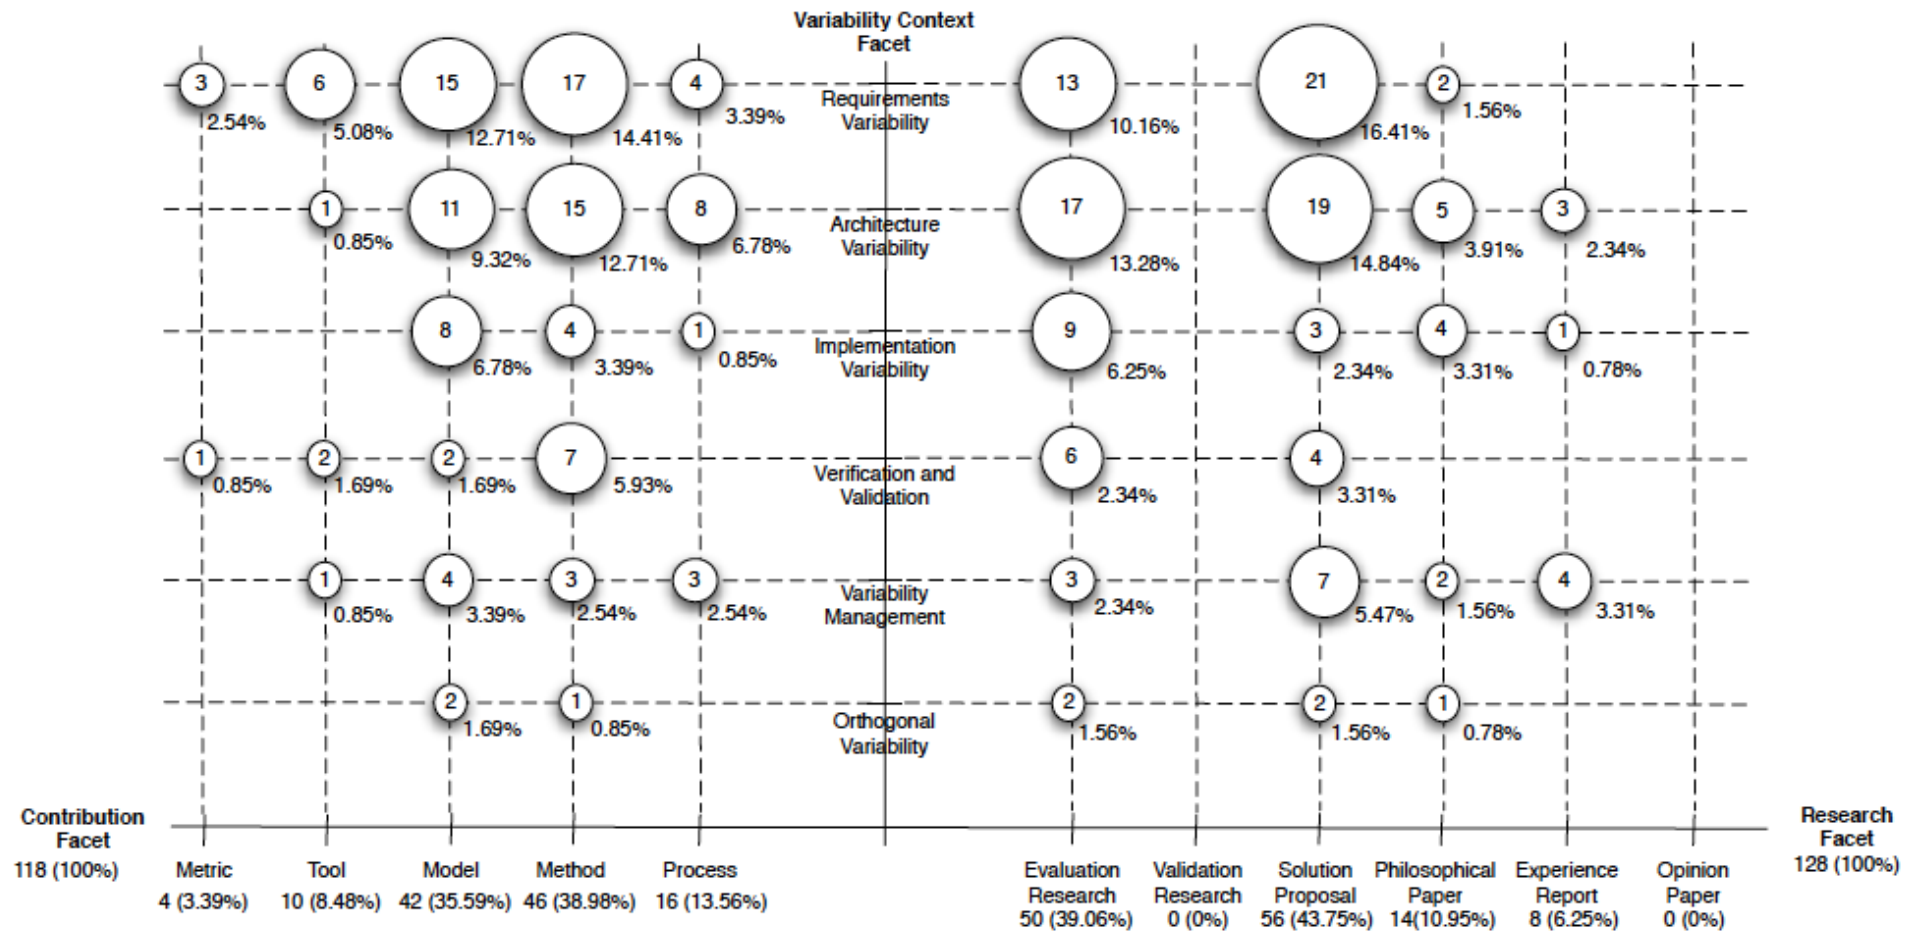 Variability Context
Facet
3 6 15 17 4 13 21 2
2.54% 5.08% 12.71% 14.41% 3.39% 10.16% 16.41% 1.56%
Requirements
Variability
1 11 15 8 17 19 5 3
0.85% 9.32% 12.71% 6.78% 13.28% 14.84% 3.91% 2.34%
Architecture
Variability
8 4 1 9 3 4 1
6.78% 3.39% 0.85% 6.25% 2.34% 3.31% 0.78%
Implementation
Variability
1 2 2 7 6 4
0.85% 1.69% 1.69% 5.93% 2.34% 3.31%
Verification and
Validation
1 4 3 3 3 7 2 4
0.85% 3.39% 2.54% 2.54% 2.34% 5.47% 1.56% 3.31%
Variability
Management
2 1 2 2 1
1.69% 0.85% 1.56% 1.56% 0.78%
Orthogonal
Variability
Contribution
Facet
118 (100%)
Metric Tool Model Method Process
4 (3.39%) 10 (8.48%) 42 (35.59%) 46 (38.98%) 16 (13.56%)
Evaluation Validation Solution Philosophical Experience Opinion
Research Research Proposal Paper Report Paper
50 (39.06%) 0 (0%) 56 (43.75%) 14(10.95%) 8 (6.25%) 0 (0%)
Research
Facet
128 (100%)